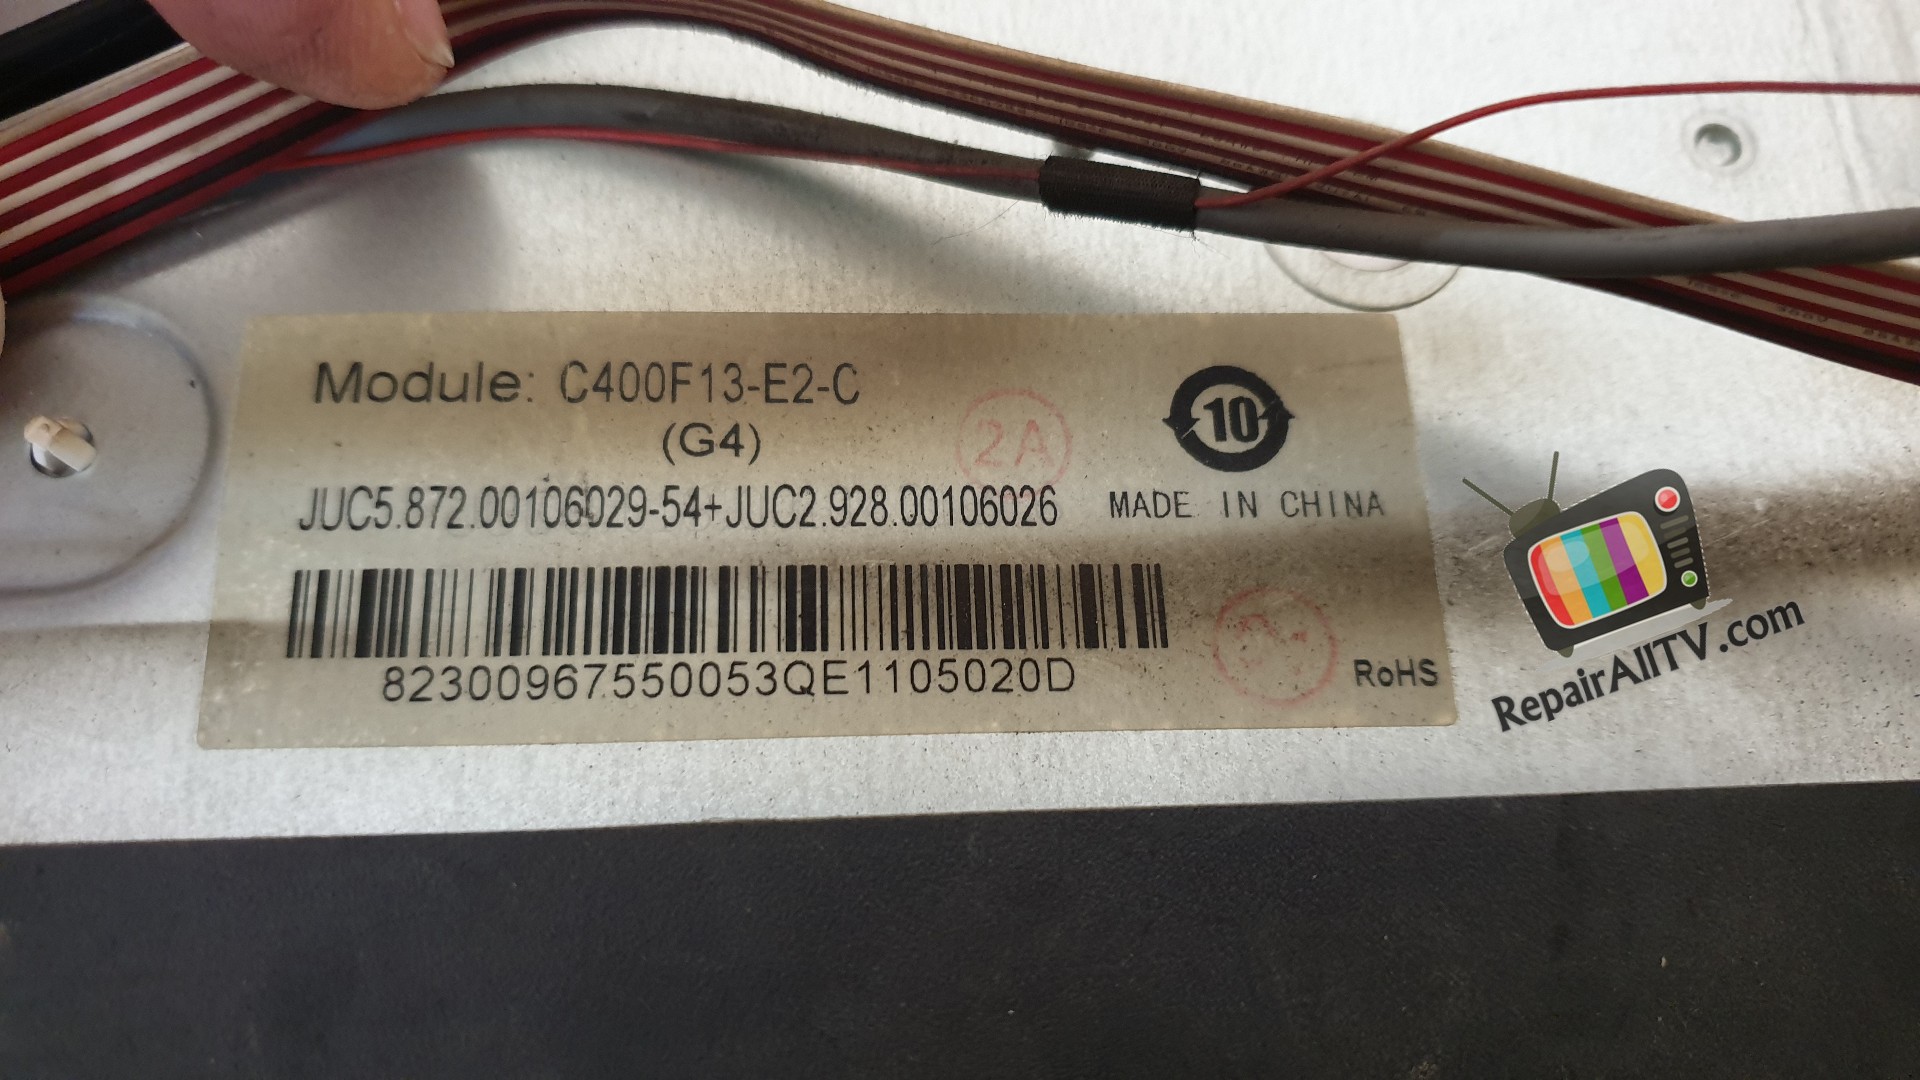 Module: C400F13-E2-C
(G4)
2A
10
JUC5.872.00106029-54+JUC2.928.00106026
MADE IN CHINA
82300967550053QE1105020D
RoHS
RepairAllTV.com